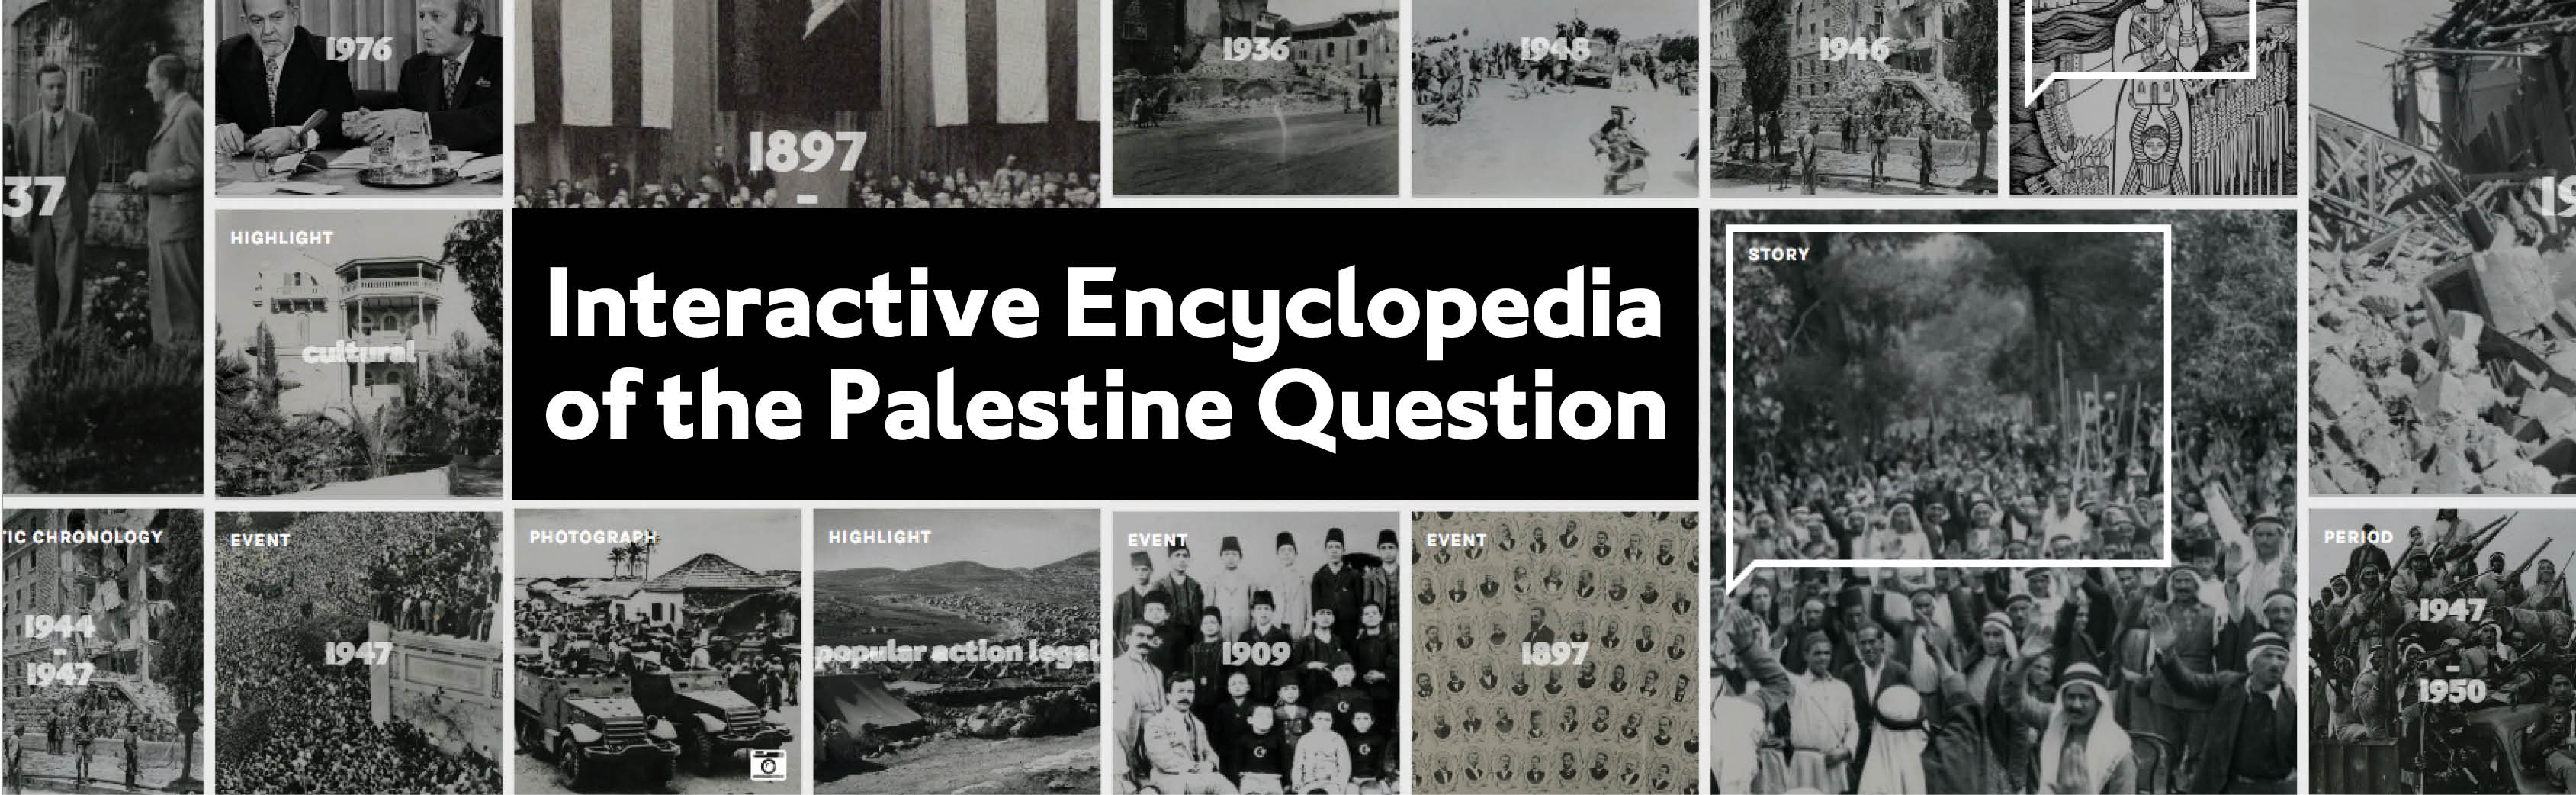 1976
1897
-
1936
1948
1946
37
HIGHLIGHT
cultural
Interactive Encyclopedia
of the Palestine Question
STORY
IC CHRONOLOGY
1944
-
1947
EVENT
1947
PHOTOGRAPH
HIGHLIGHT
popular action legal
EVENT
1909
EVENT
1897
PERIOD
1947
-
1950